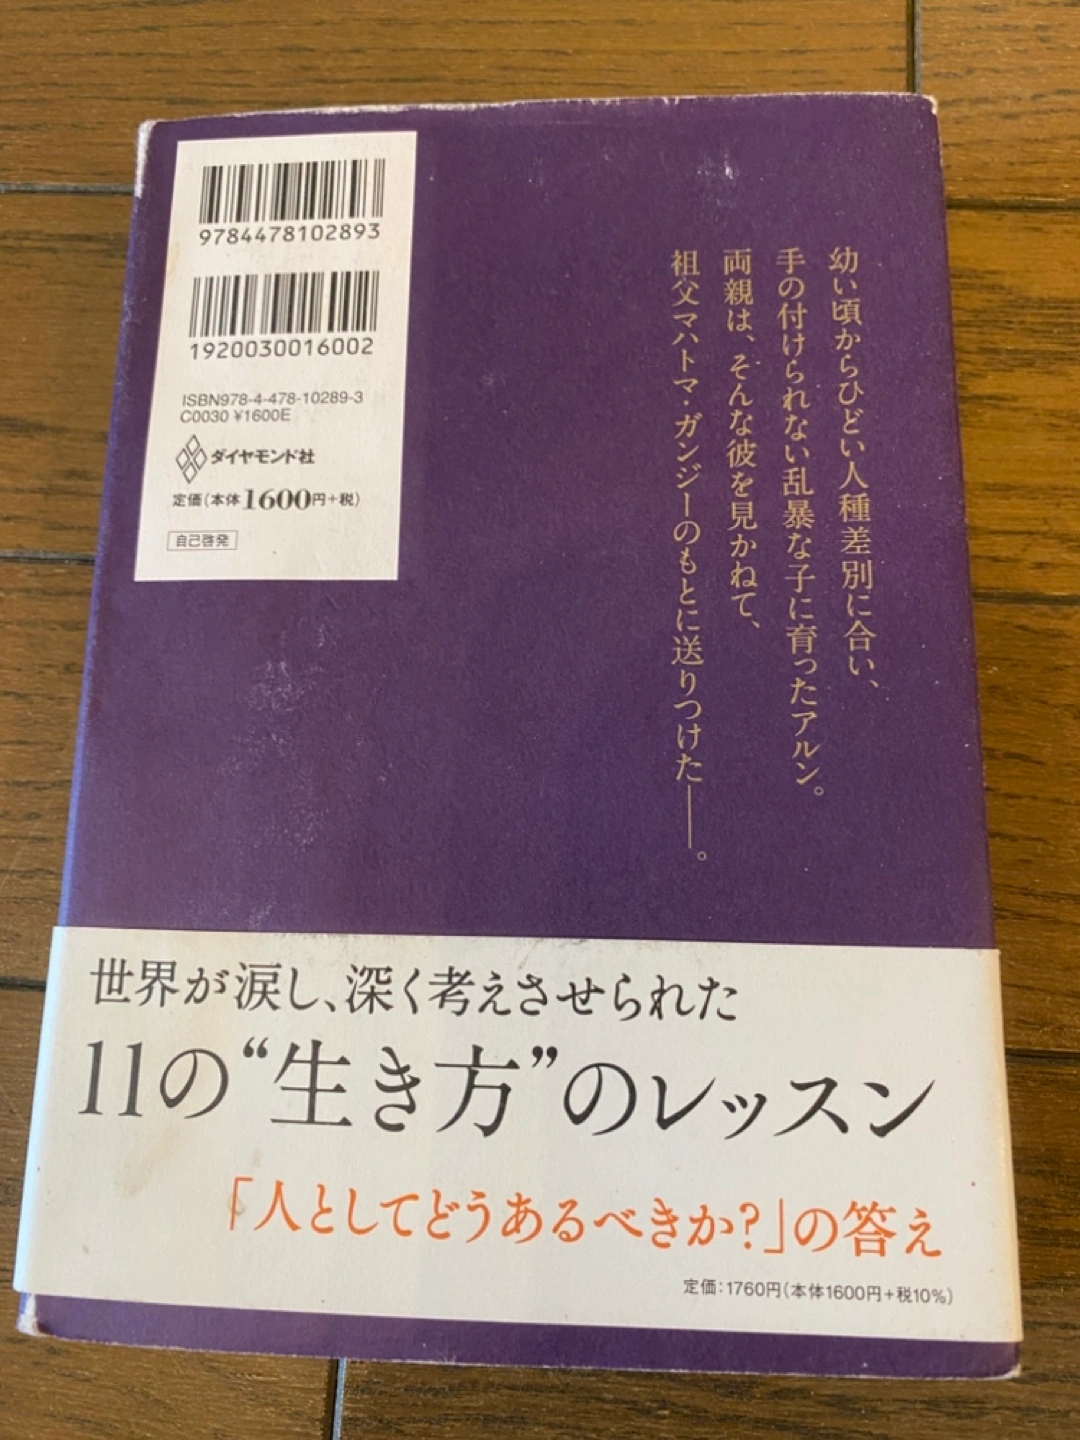 9784478102893
1920030016002
ISBN978-4-478-10289-3
C0030 ¥1600E
ダイヤモンド社
定価(本体1600円+税)
自己啓発
幼い頃からひどい人種差別に合い、
手の付けられない乱暴な子に育ったアルン。
両親は、そんな彼を見かねて、
祖父マハトマ・ガンジーのもとに送りつけた——。
世界が涙し、深く考えさせられた
11の“生き方”のレッスン
「人としてどうあるべきか?」の答え
定価:1760円(本体1600円+税10%)